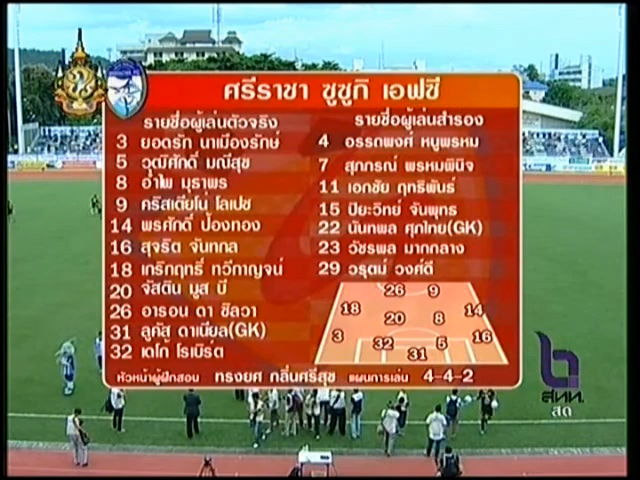 ศรีราชา ซูซูกิ เอฟซี
รายชื่อผู้เล่นตัวจริง
3 ยอดรัก นาเมืองรักษ์
5 วุฒิศักดิ์ มณีสุข
8 อำไพ มุธาพร
9 คริสเตียโน่ โลเปซ
14 พรศักดิ์ ป้องทอง
16 สุจริต จันทกล
18 เกริกฤทธิ์ ทวีกาญจน์
20 จัสติน มูส บี
26 อารอน ดา ซิลวา
31 ลูคัส ดาเนียล(GK)
32 เดโก้ โรเบิร์ต
รายชื่อผู้เล่นสำรอง
4 อรรถพงศ์ หนูพรหม
7 ศุภกรณ์ พรหมพินิจ
11 เอกชัย ฤทธิพันธ์
15 ปิยะวิทย์ จันพุทธ
22 นันทพล ศุภไทย(GK)
23 วัชรพล มากกลาง
29 วรุตม์ วงศ์ดี
26 9
18 14
20 8
3 16
32 5
31
หัวหน้าผู้ฝึกสอน ทรงยศ กลิ่นศรีสุข แผนการเล่น 4-4-2
สทท.
สด